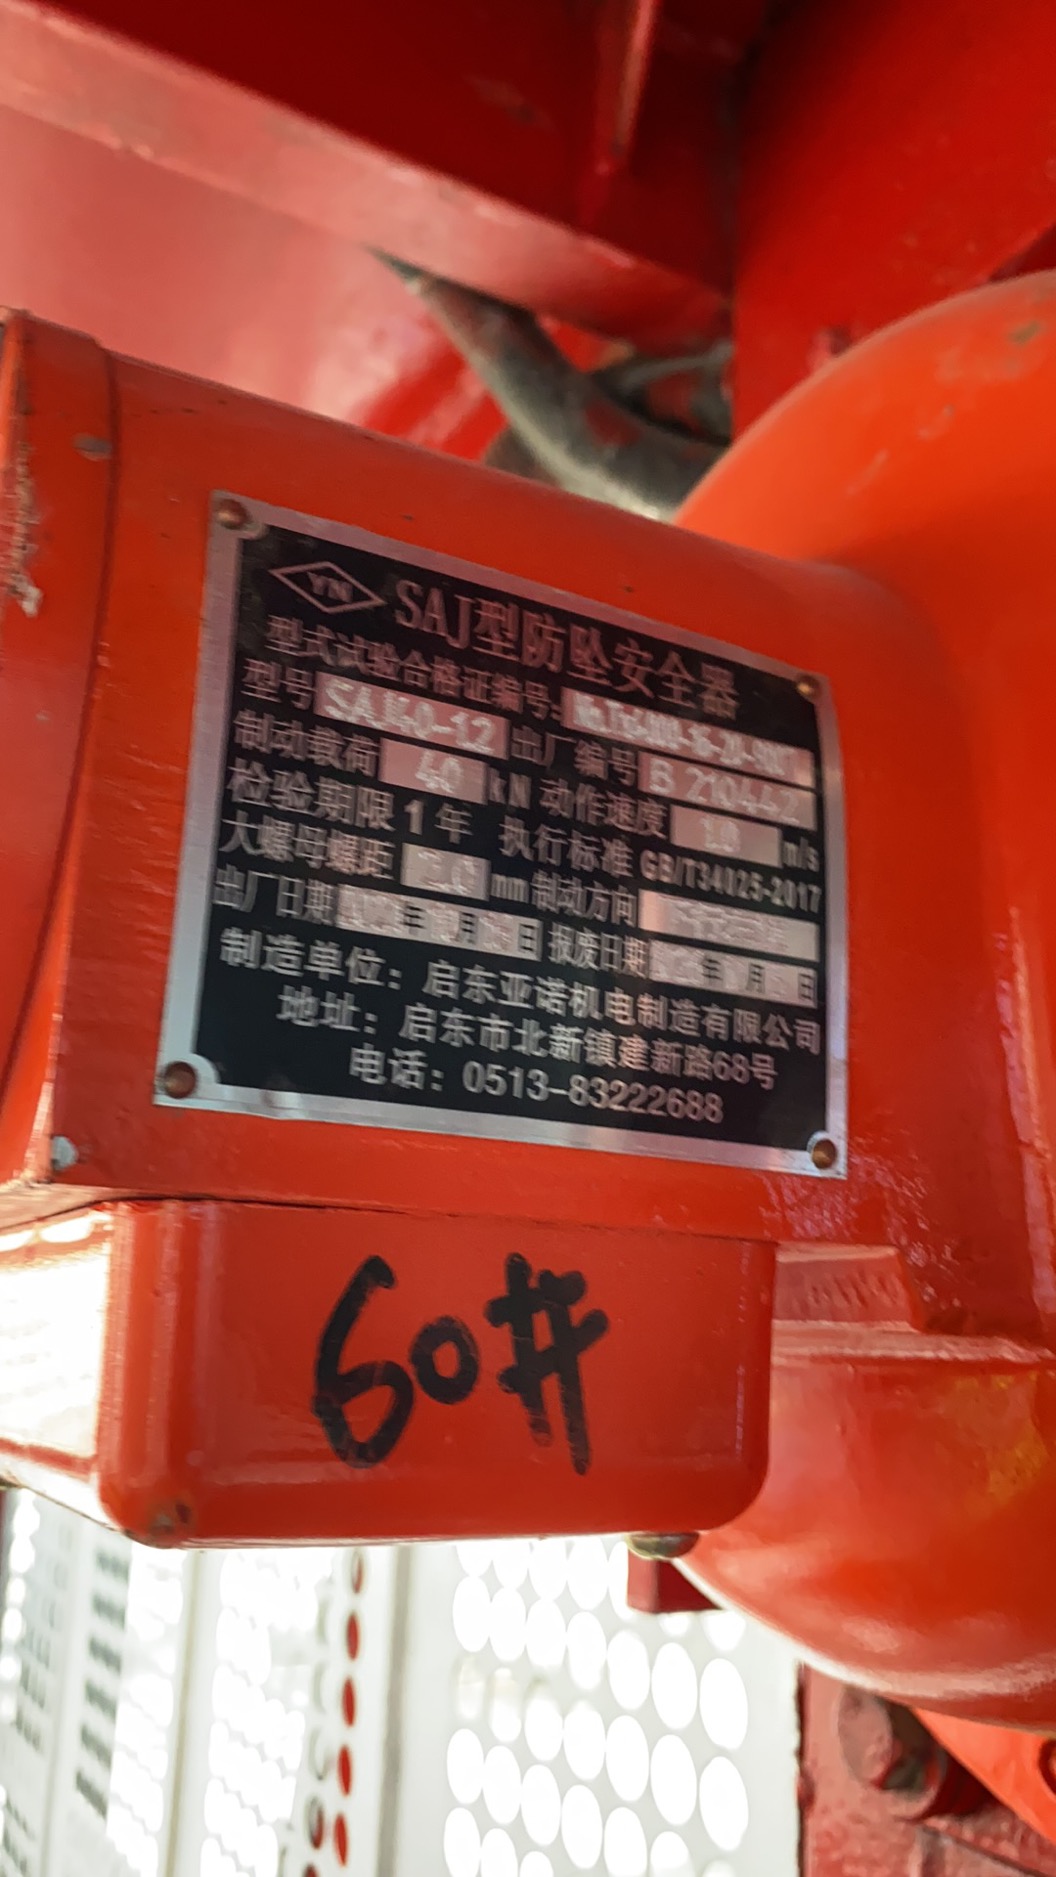 YN SAJ型防坠安全器
型式试验合格证编号:
型号 SAJ40-1.2 出厂编号 B 210442
制动载荷 40 kN 动作速度 m/s
检验期限1年 执行标准 GB/T34025-2017
大螺母螺距 mm 制动方向
出厂日期 年 月 日 报废日期 年 月 日
制造单位：启东亚诺机电制造有限公司
地址：启东市北新镇建新路68号
电话：0513-83222688
60#